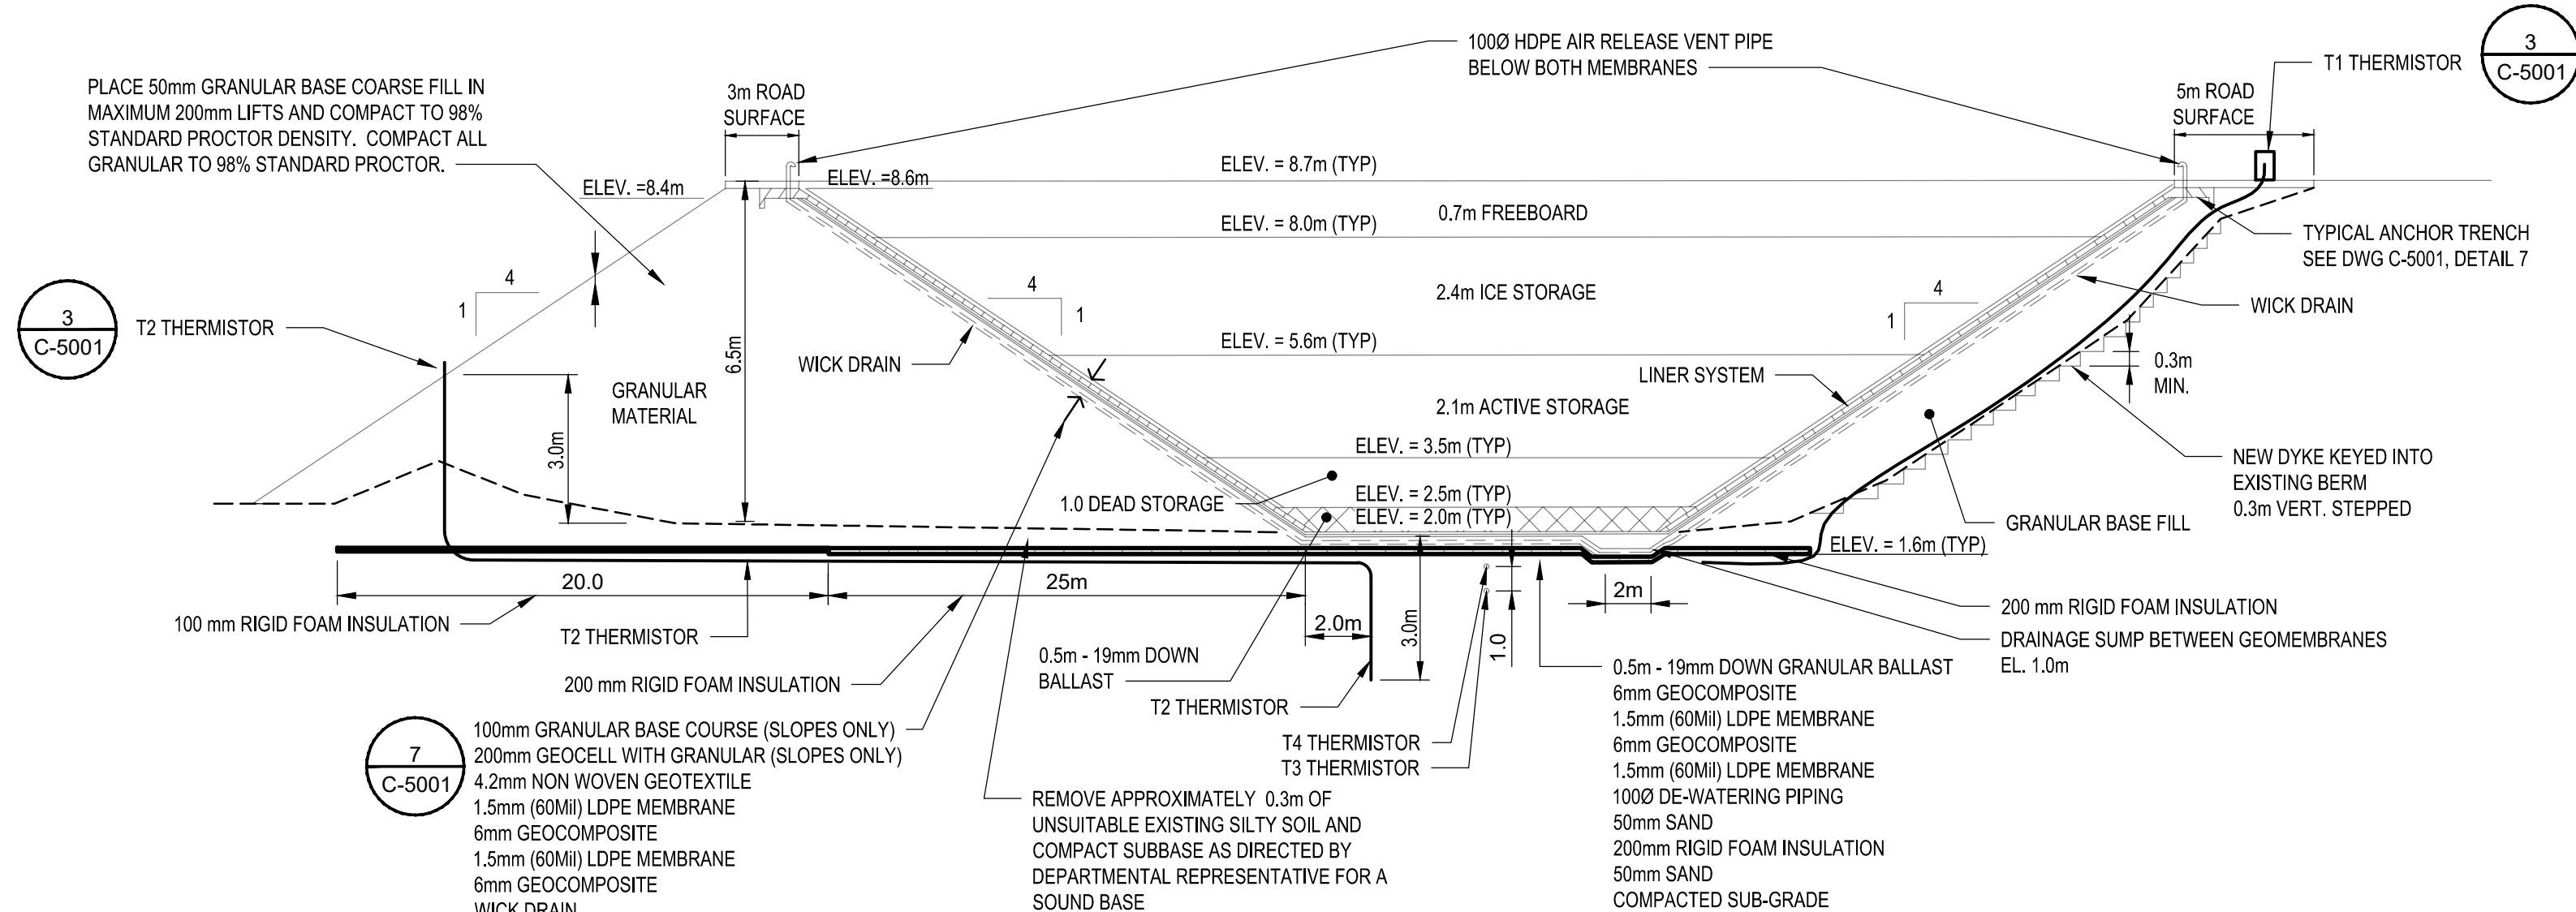 PLACE 50mm GRANULAR BASE COARSE FILL IN
MAXIMUM 200mm LIFTS AND COMPACT TO 98%
STANDARD PROCTOR DENSITY. COMPACT ALL
GRANULAR TO 98% STANDARD PROCTOR.
3m ROAD
SURFACE
100Ø HDPE AIR RELEASE VENT PIPE
BELOW BOTH MEMBRANES
5m ROAD
SURFACE
T1 THERMISTOR
3
C-5001
ELEV. =8.4m
ELEV. =8.6m
ELEV. = 8.7m (TYP)
0.7m FREEBOARD
ELEV. = 8.0m (TYP)
TYPICAL ANCHOR TRENCH
SEE DWG C-5001, DETAIL 7
3
C-5001
T2 THERMISTOR
1
4
4
1
2.4m ICE STORAGE
1
4
WICK DRAIN
6.5m
WICK DRAIN
ELEV. = 5.6m (TYP)
LINER SYSTEM
0.3m
MIN.
GRANULAR
MATERIAL
3.0m
2.1m ACTIVE STORAGE
ELEV. = 3.5m (TYP)
1.0 DEAD STORAGE
ELEV. = 2.5m (TYP)
ELEV. = 2.0m (TYP)
NEW DYKE KEYED INTO
EXISTING BERM
0.3m VERT. STEPPED
GRANULAR BASE FILL
ELEV. = 1.6m (TYP)
20.0
25m
2.0m
3.0m
1.0
2m
100 mm RIGID FOAM INSULATION
T2 THERMISTOR
200 mm RIGID FOAM INSULATION
0.5m - 19mm DOWN
BALLAST
T2 THERMISTOR
T4 THERMISTOR
T3 THERMISTOR
200 mm RIGID FOAM INSULATION
DRAINAGE SUMP BETWEEN GEOMEMBRANES
EL. 1.0m
7
C-5001
100mm GRANULAR BASE COURSE (SLOPES ONLY)
200mm GEOCELL WITH GRANULAR (SLOPES ONLY)
4.2mm NON WOVEN GEOTEXTILE
1.5mm (60Mil) LDPE MEMBRANE
6mm GEOCOMPOSITE
1.5mm (60Mil) LDPE MEMBRANE
6mm GEOCOMPOSITE
WICK DRAIN
REMOVE APPROXIMATELY 0.3m OF
UNSUITABLE EXISTING SILTY SOIL AND
COMPACT SUBBASE AS DIRECTED BY
DEPARTMENTAL REPRESENTATIVE FOR A
SOUND BASE
0.5m - 19mm DOWN GRANULAR BALLAST
6mm GEOCOMPOSITE
1.5mm (60Mil) LDPE MEMBRANE
6mm GEOCOMPOSITE
1.5mm (60Mil) LDPE MEMBRANE
100Ø DE-WATERING PIPING
50mm SAND
200mm RIGID FOAM INSULATION
50mm SAND
COMPACTED SUB-GRADE